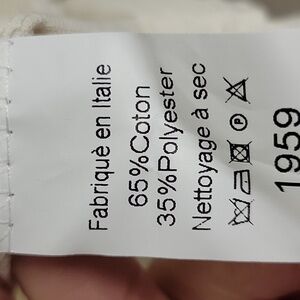 Fabriquè en Italie
65%Coton
35%Polyester
Nettoyage à sec
1959